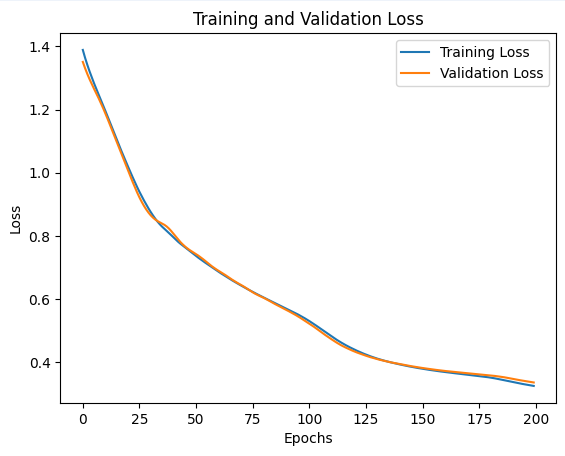 Training and Validation Loss
Training Loss
Validation Loss
1.4
1.2
1.0
0.8
0.6
0.4
Loss
0 25 50 75 100 125 150 175 200
Epochs